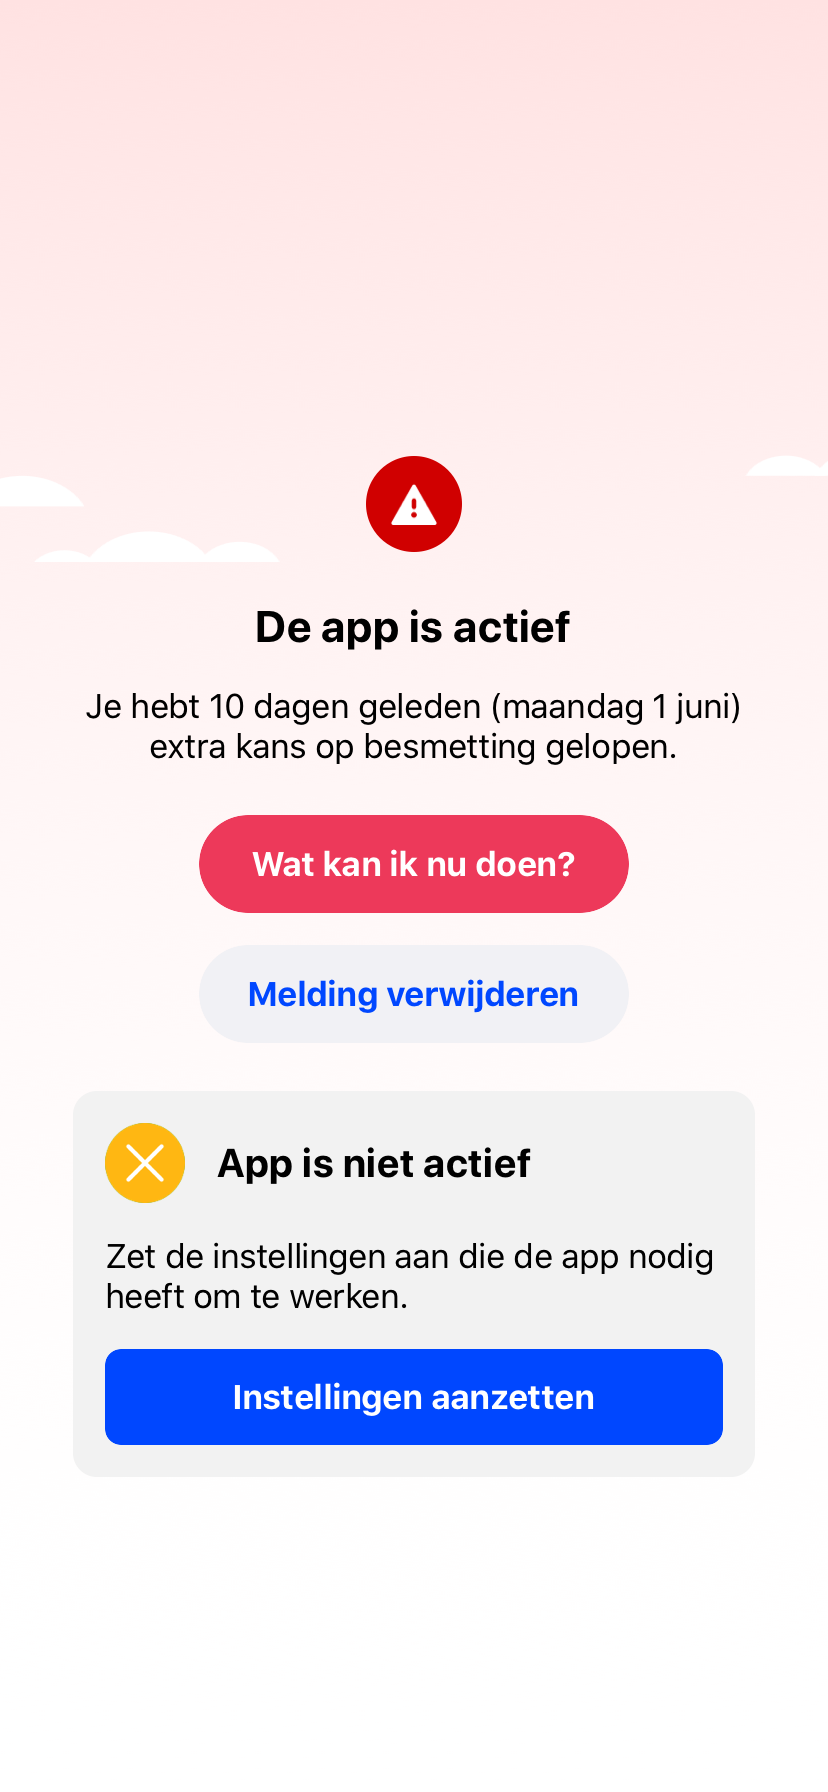 De app is actief
Je hebt 10 dagen geleden (maandag 1 juni)
extra kans op besmetting gelopen.
Wat kan ik nu doen?
Melding verwijderen
App is niet actief
Zet de instellingen aan die de app nodig
heeft om te werken.
Instellingen aanzetten